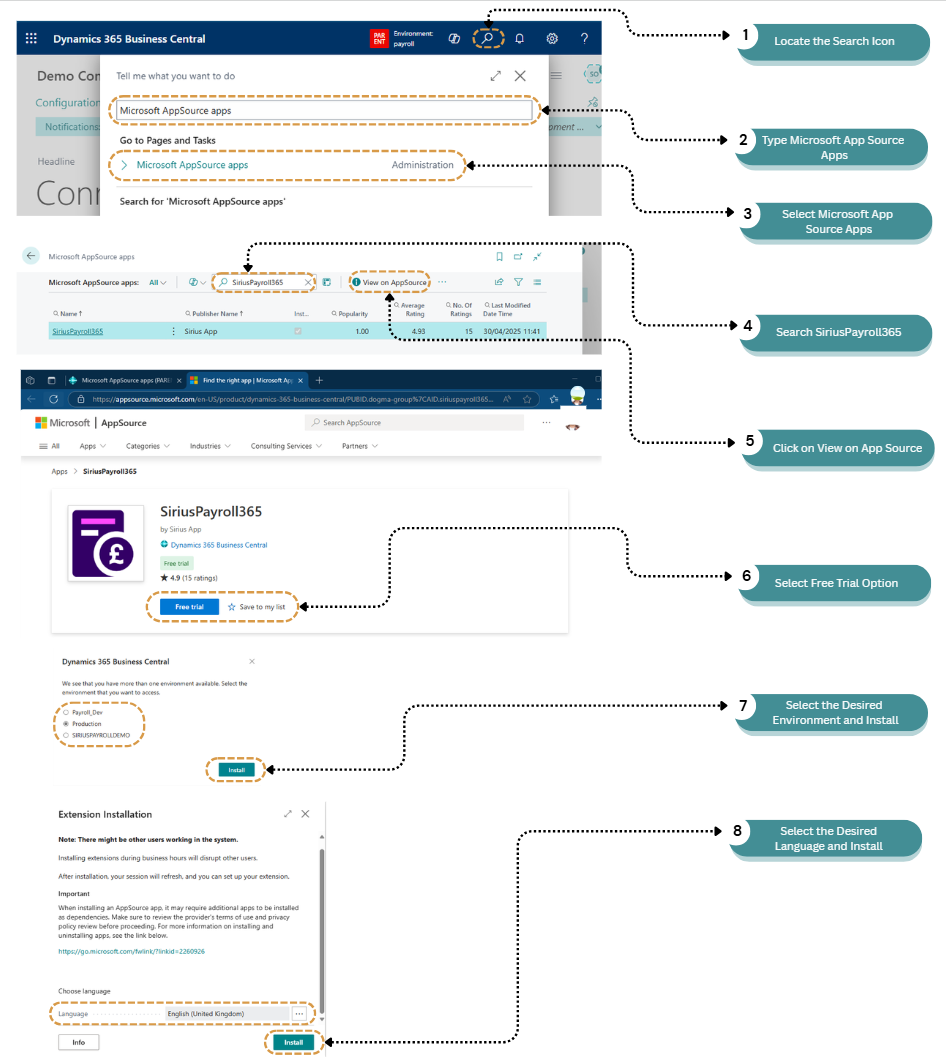 Dynamics 365 Business Central
PAR
ENT
Environment:
payroll
?
1
Locate the Search Icon
Demo Con
Tell me what you want to do
SO
Configuration
Microsoft AppSource apps
Notifications:
pment ...
Go to Pages and Tasks
2
Type Microsoft App Source
Apps
Headline
Microsoft AppSource apps
Administration
Conn
Search for 'Microsoft AppSource apps'
3
Select Microsoft App
Source Apps
Microsoft AppSource apps
Microsoft AppSource apps:
All
SiriusPayroll365
View on AppSource
...
Name ↑
Publisher Name ↑
Inst...
Popularity
Average
Rating
No. Of
Ratings
Last Modified
Date Time
SiriusPayroll365
Sirius App
1.00
4.93
15
30/04/2025 11:41
4
Search SiriusPayroll365
Microsoft AppSource apps (PARE
Find the right app | Microsoft App
https://appsource.microsoft.com/en-US/product/dynamics-365-business-central/PUBID.dogma-group%7CAID.siriuspayroll365...
Microsoft | AppSource
Search AppSource
...
All
Apps
Categories
Industries
Consulting Services
Partners
5
Click on View on App Source
Apps > SiriusPayroll365
SiriusPayroll365
by Sirius App
Dynamics 365 Business Central
Free trial
★ 4.9 (15 ratings)
£
Free trial
Save to my list
6
Select Free Trial Option
Dynamics 365 Business Central
We see that you have more than one environment available. Select the
environment that you want to access.
Payroll_Dev
Production
SIRIUSPAYROLLDEMO
Install
7
Select the Desired
Environment and Install
Extension Installation
Note: There might be other users working in the system.
Installing extensions during business hours will disrupt other users.
After installation, your session will refresh, and you can set up your extension.
Important
When installing an AppSource app, it may require additional apps to be installed
as dependencies. Make sure to review the provider's terms of use and privacy
policy review before proceeding. For more information on installing and
uninstalling apps, see the link below.
https://go.microsoft.com/fwlink/?linkid=2260926
Choose language
Language
English (United Kingdom)
...
Info
Install
8
Select the Desired
Language and Install